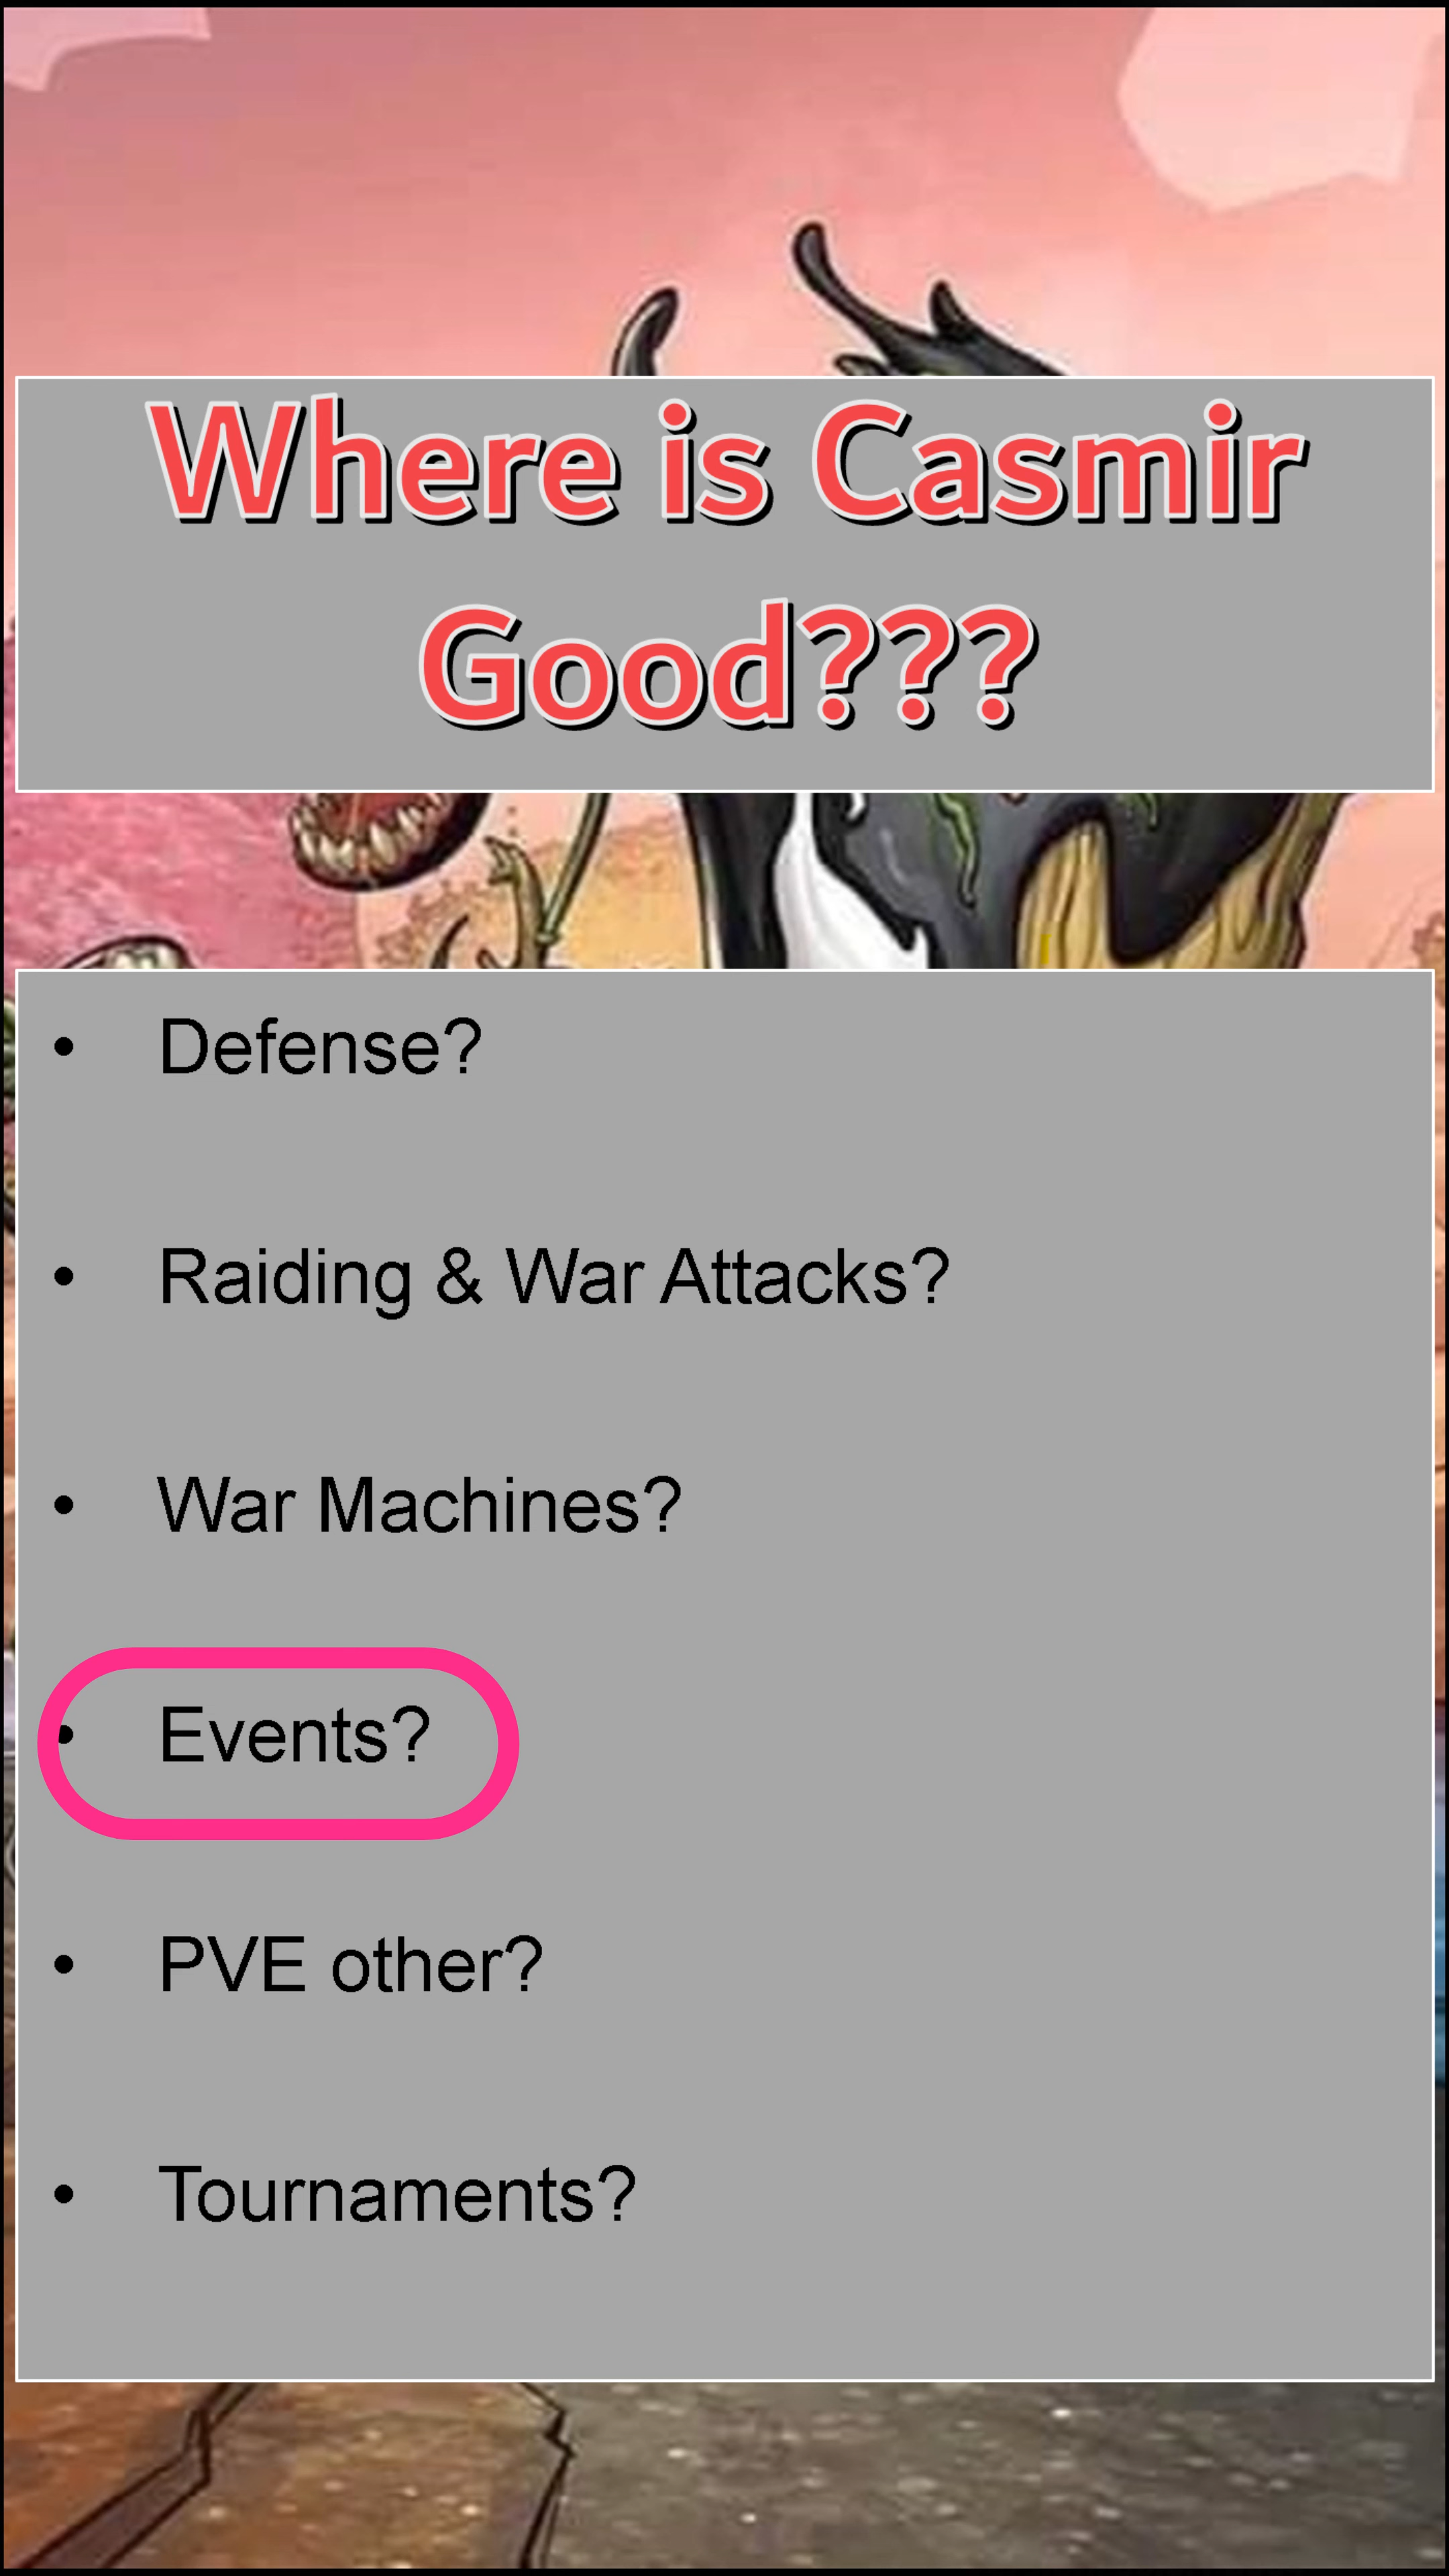 Where is Casmir
Good???
• Defense?
• Raiding & War Attacks?
• War Machines?
• Events?
• PVE other?
• Tournaments?